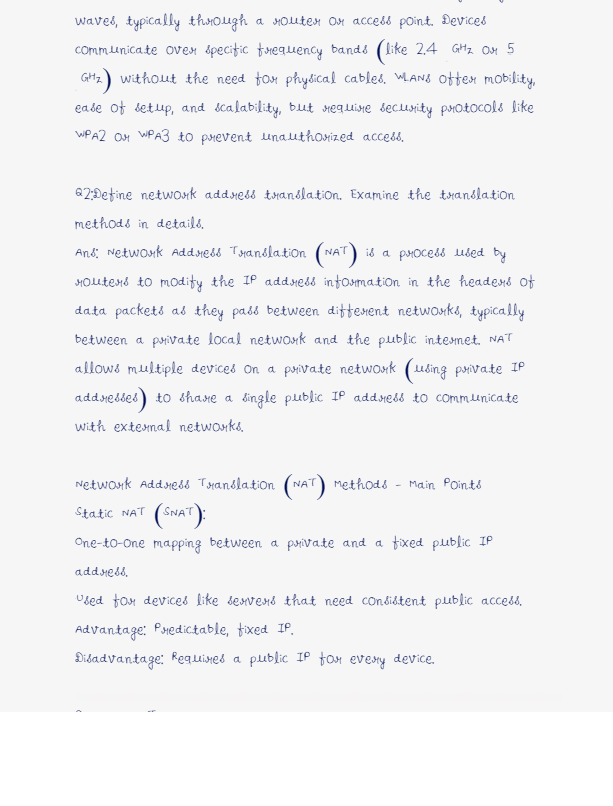 waves, typically through a router or access point. Devices
communicate over specific frequency bands (like 2.4 GHz or 5
GHz) without the need for physical cables. WLANs offer mobility,
ease of setup, and scalability, but require security protocols like
WPA2 or WPA3 to prevent unauthorized access.
Q2:Define network address translation. Examine the translation
methods in details.
Ans: Network Address Translation (NAT) is a process used by
routers to modify the IP address information in the headers of
data packets as they pass between different networks, typically
between a private local network and the public internet. NAT
allows multiple devices on a private network (using private IP
addresses) to share a single public IP address to communicate
with external networks.
Network Address Translation (NAT) Methods - Main Points
Static NAT (SNAT):
One-to-one mapping between a private and a fixed public IP
address.
Used for devices like servers that need consistent public access.
Advantage: Predictable, fixed IP.
Disadvantage: Requires a public IP for every device.